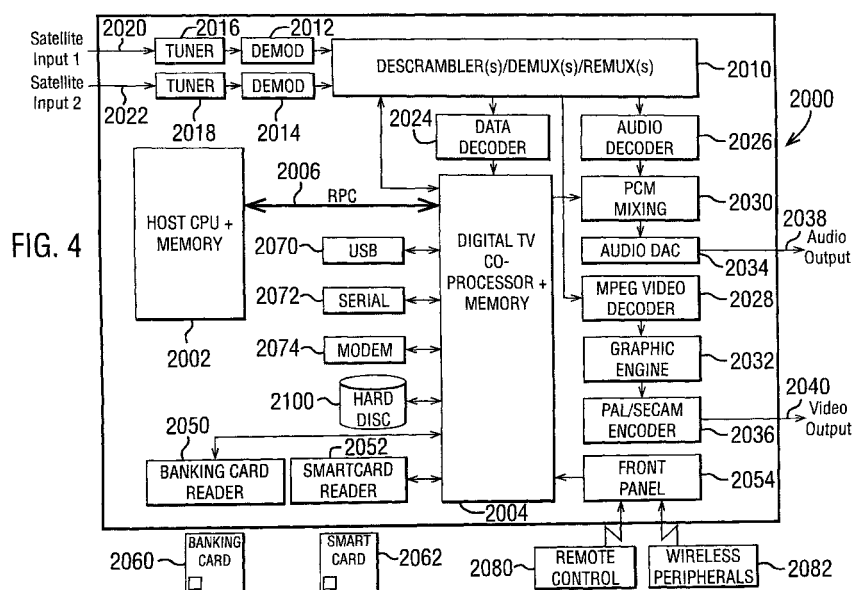 2020
2016
2012
Satellite
Input 1
TUNER
DEMOD
DESCRAMBLER(s)/DEMUX(s)/REMUX(s)
2010
Satellite
Input 2
TUNER
DEMOD
2022
2018
2014
2000
2024
DATA
DECODER
AUDIO
DECODER
2026
2006
RPC
HOST CPU +
MEMORY
2002
FIG. 4
DIGITAL TV
CO-
PROCESSOR +
MEMORY
2004
PCM
MIXING
2030
2038
Audio
Output
AUDIO DAC
2034
2070
USB
2072
SERIAL
2074
MODEM
2100
HARD
DISC
MPEG VIDEO
DECODER
2028
GRAPHIC
ENGINE
2032
2040
Video
Output
PAL/SECAM
ENCODER
2036
2050
BANKING CARD
READER
2052
SMARTCARD
READER
FRONT
PANEL
2054
2060
BANKING
CARD
SMART
CARD
2062
2080
REMOTE
CONTROL
WIRELESS
PERIPHERALS
2082